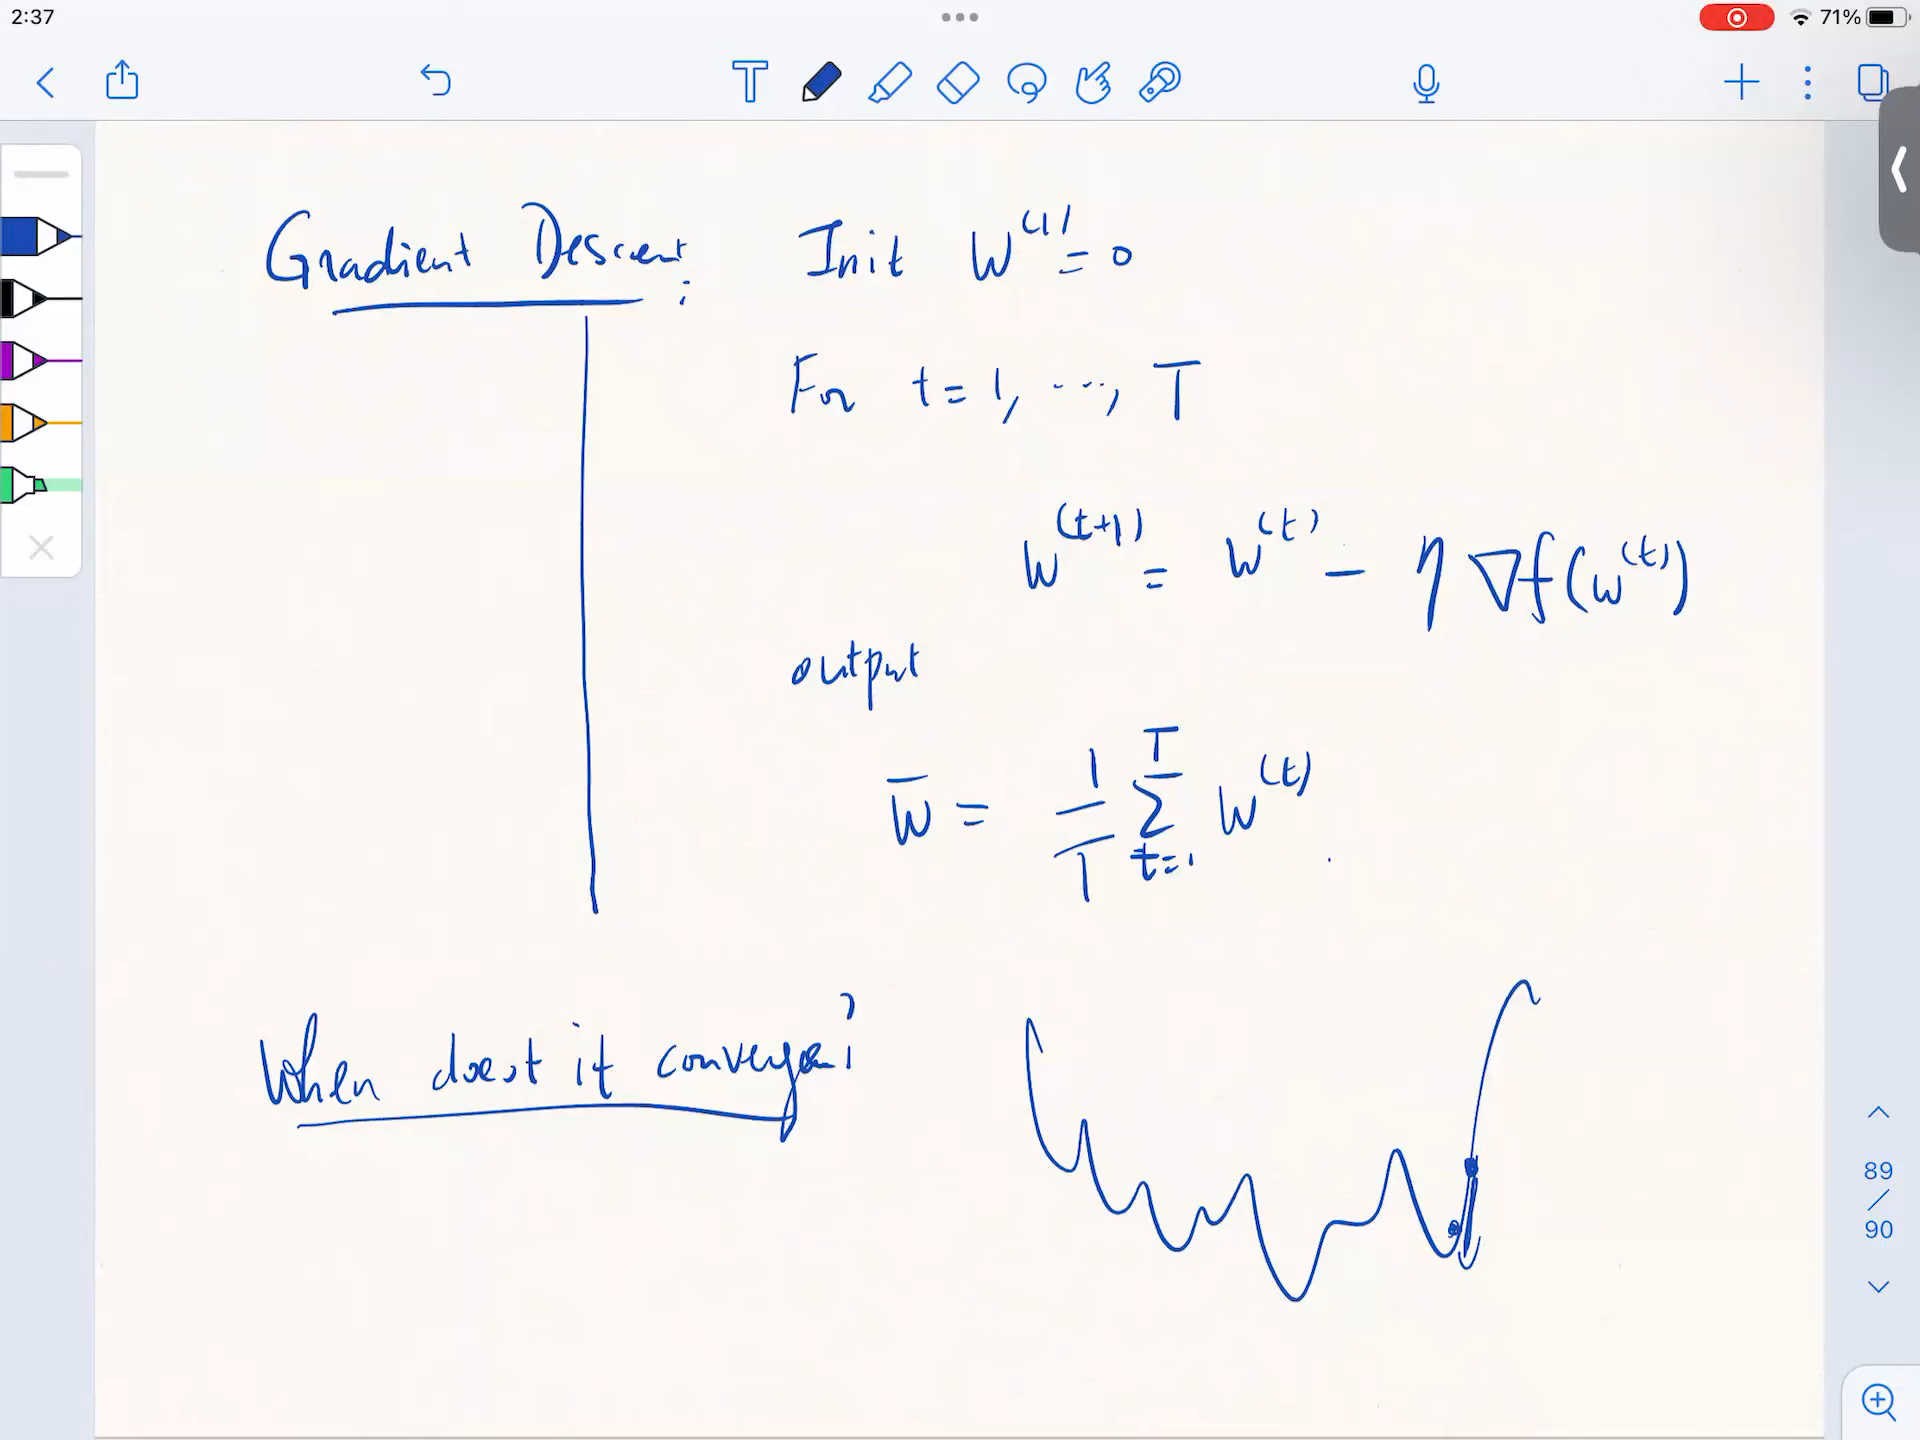 2:37
71%
T
Gradient Descent: Init W^(1) = 0
For t = 1, ..., T
w^(t+1) = w^(t) - η ∇f(w^(t))
output
w̄ = 1/T ∑_{t=1}^{T} w^(t)
When does it converge?
89
/
90